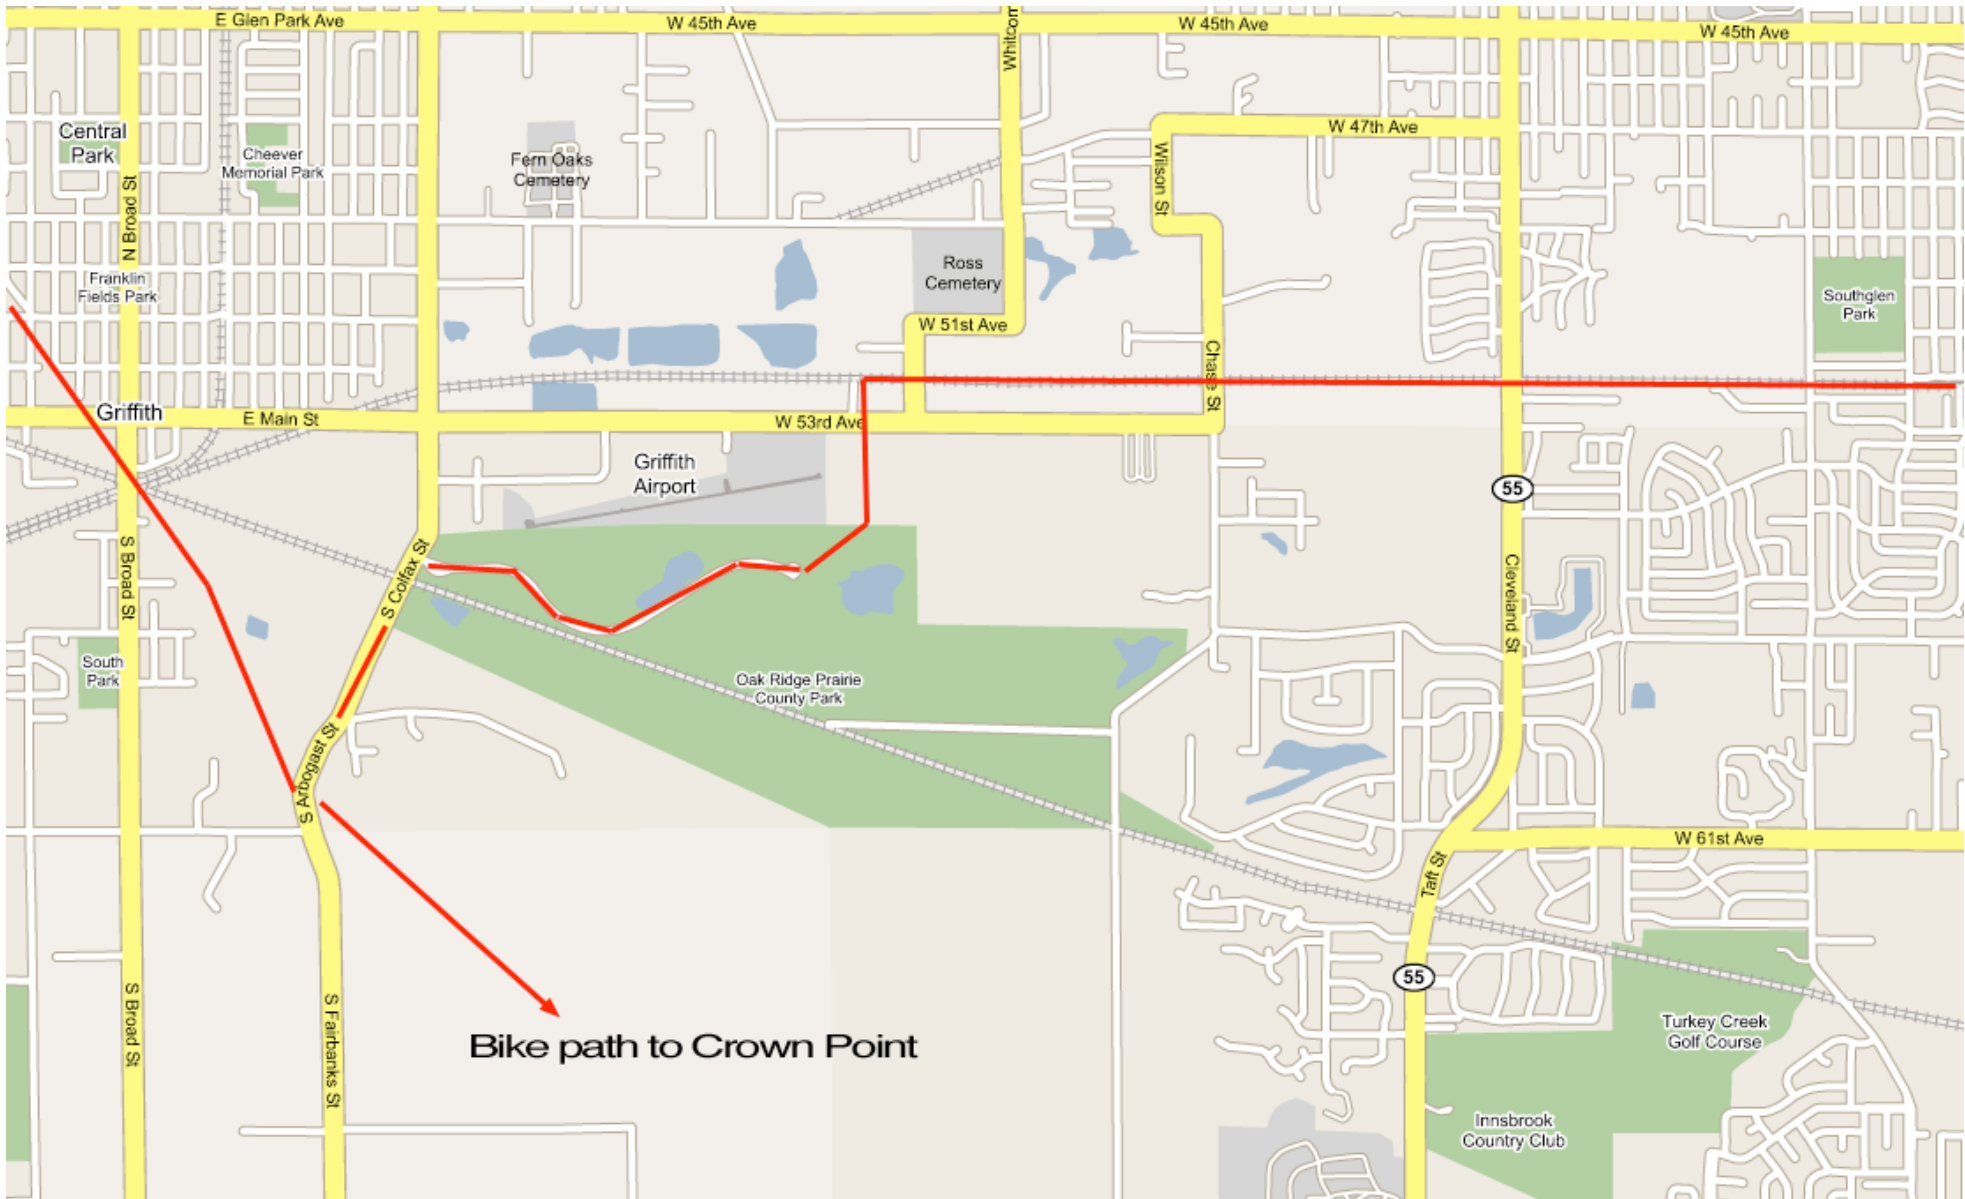 E Glen Park Ave
W 45th Ave
W 45th Ave
W 45th Ave
Whitcom
Central
Park
Cheever
Memorial Park
Fern Oaks
Cemetery
W 47th Ave
Wilson St
N Broad St
Franklin
Fields Park
Ross
Cemetery
Southglen
Park
W 51st Ave
Chase St
Griffith
E Main St
W 53rd Ave
Griffith
Airport
55
S Broad St
S Colfax St
Cleveland St
South
Park
Oak Ridge Prairie
County Park
S Arbogast St
W 61st Ave
Taft St
55
S Broad St
S Fairbanks St
Bike path to Crown Point
Turkey Creek
Golf Course
Innsbrook
Country Club